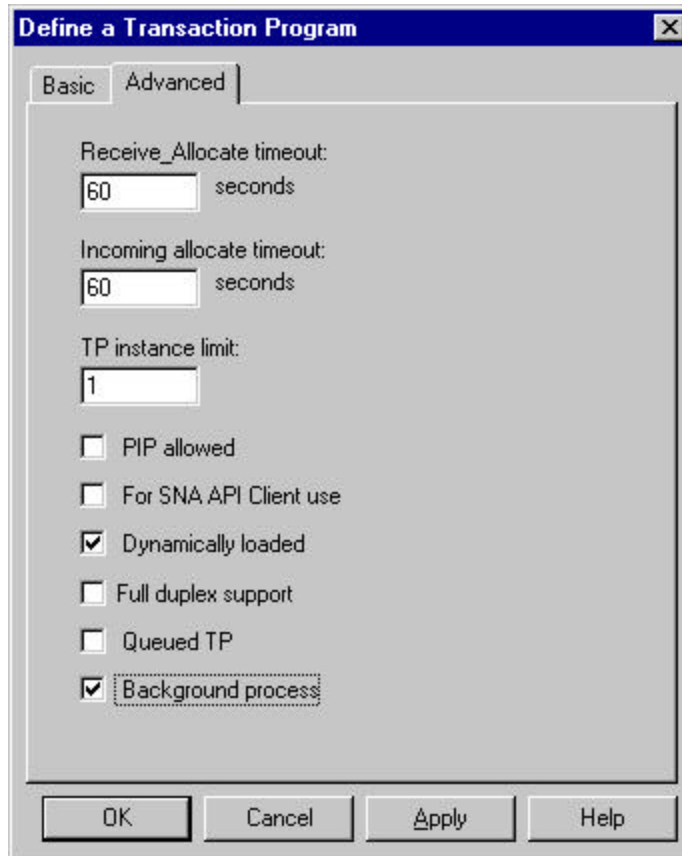 Define a Transaction Program
Basic
Advanced
Receive_Allocate timeout:
60 seconds
Incoming allocate timeout:
60 seconds
TP instance limit:
1
PIP allowed
For SNA API Client use
Dynamically loaded
Full duplex support
Queued TP
Background process
OK Cancel Apply Help